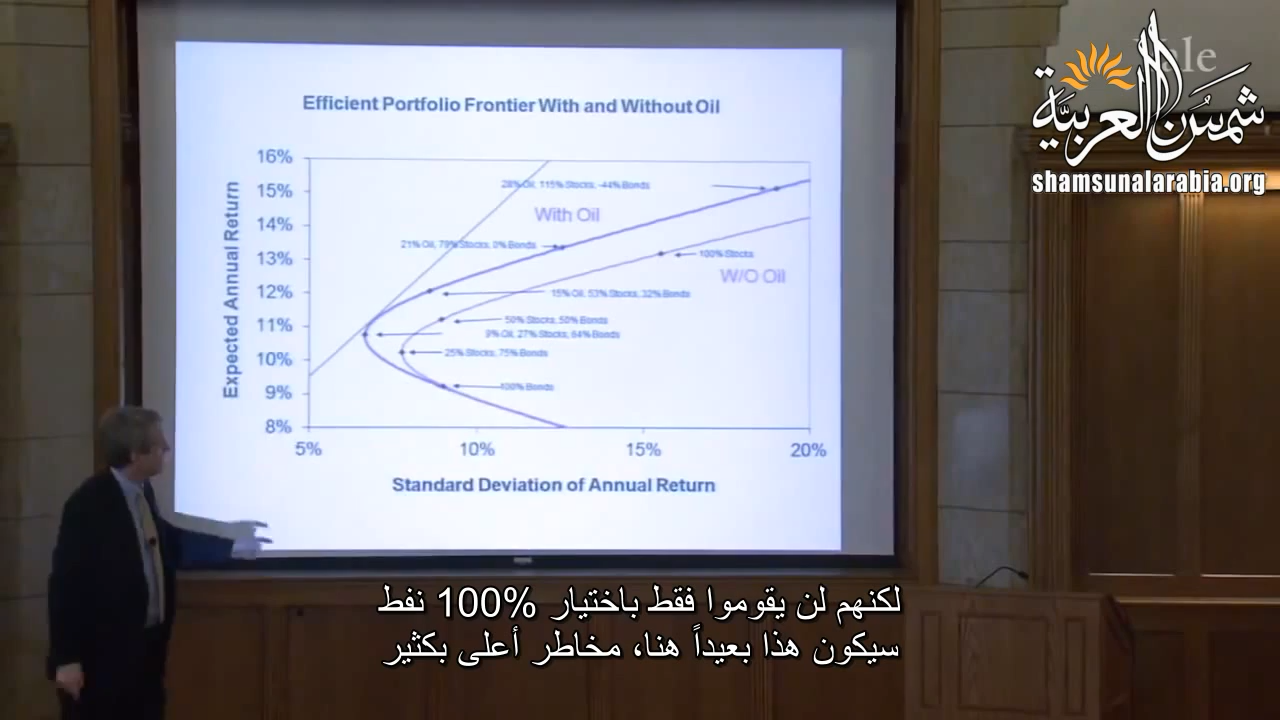 Efficient Portfolio Frontier With and Without Oil
Yale
شمس العربية
shamsunalarabia.org
Expected Annual Return
16%
15%
14%
13%
12%
11%
10%
9%
8%
28% Oil; 115% Stocks; -44% Bonds
With Oil
21% Oil, 79% Stocks, 0% Bonds
100% Stocks
W/O Oil
15% Oil; 53% Stocks; 32% Bonds
50% Stocks; 50% Bonds
9% Oil; 27% Stocks; 64% Bonds
25% Stocks; 75% Bonds
100% Bonds
5%
10%
15%
20%
Standard Deviation of Annual Return
لكنهم لن يقوموا فقط باختيار 100% نفط
سيكون هذا بعيداً هنا، مخاطر أعلى بكثير